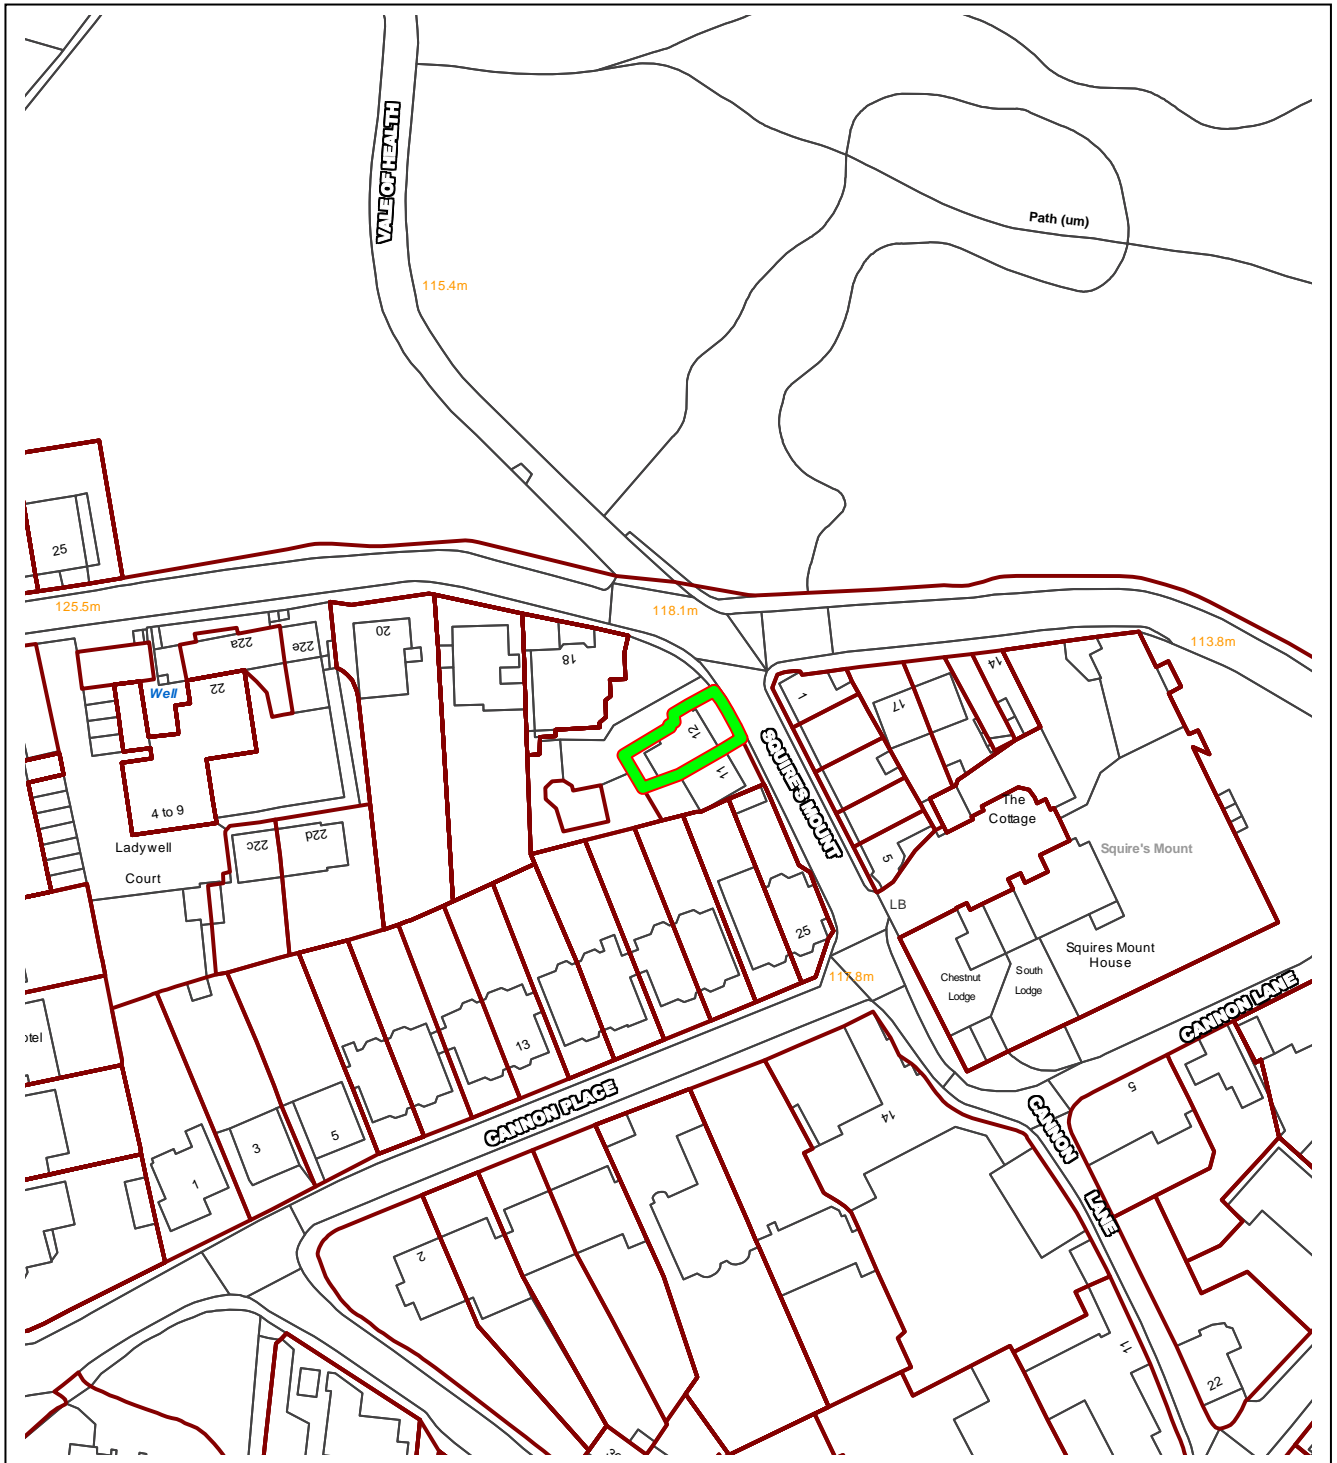 VALE OF HEALTH
Path (um)
115.4m
25
125.5m
118.1m
113.8m
22a
22e
20
18
Well
22
1
17
14
12
11
SQUIRE'S MOUNT
The
Cottage
4 to 9
Ladywell
Court
22c
22d
5
Squire's Mount
LB
25
Squires Mount
House
Chestnut
Lodge
South
Lodge
117.8m
CANNON LANE
otel
13
CANNON PLACE
14
5
CANNON
LANE
3
5
1
2
11
22